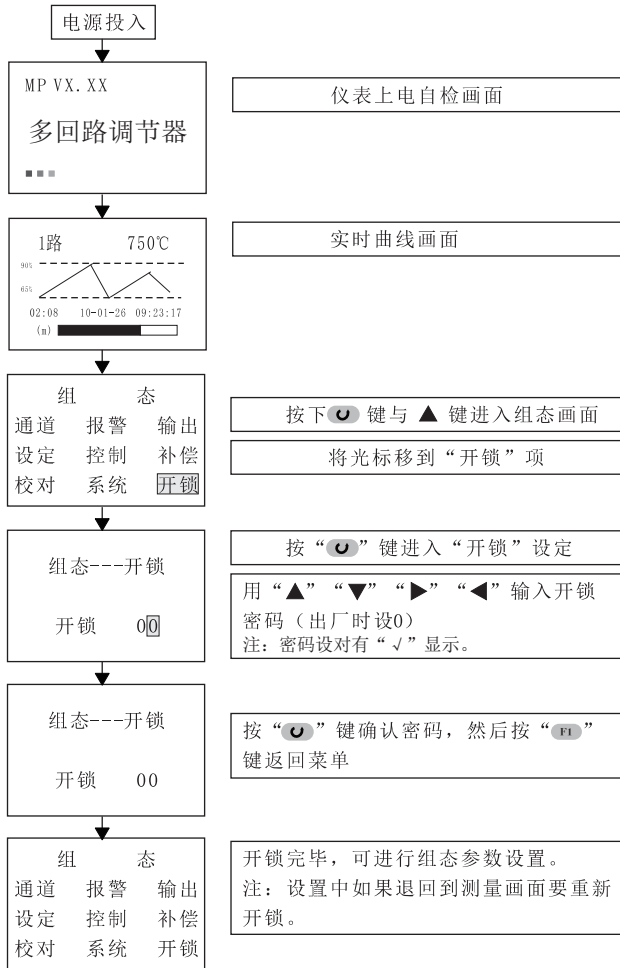 电源投入
MP VX.XX
多回路调节器
仪表上电自检画面
1路 750℃
90%
65%
02:08 10-01-26 09:23:17
(m)
实时曲线画面
组 态
通道 报警 输出
设定 控制 补偿
校对 系统 开锁
按下 键与 ▲ 键进入组态画面
将光标移到“开锁”项
组态---开锁
开锁 00
按“ ”键进入“开锁”设定
用“▲”“▼”“▶”“◀”输入开锁
密码（出厂时设0）
注：密码设对有“√”显示。
组态---开锁
开锁 00
按“ ”键确认密码，然后按“F1”
键返回菜单
组 态
通道 报警 输出
设定 控制 补偿
校对 系统 开锁
开锁完毕，可进行组态参数设置。
注：设置中如果退回到测量画面要重新
开锁。